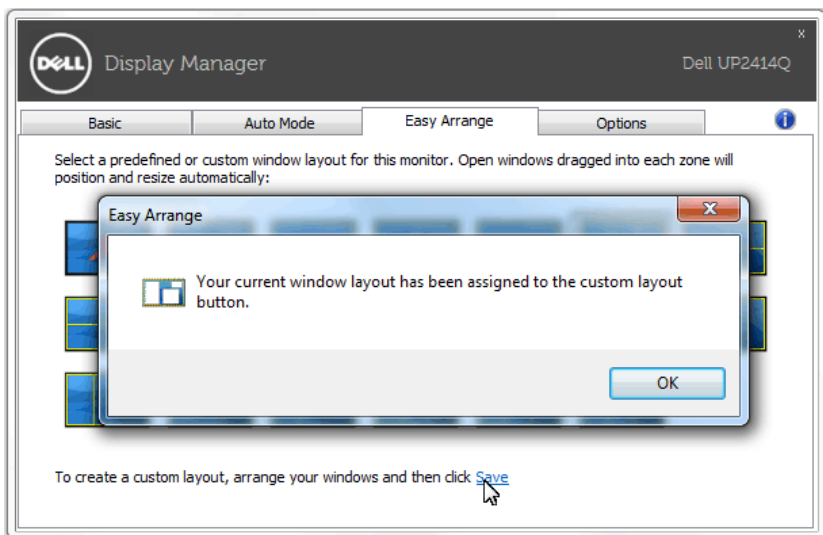 x
DELL Display Manager Dell UP2414Q
Basic Auto Mode Easy Arrange Options
Select a predefined or custom window layout for this monitor. Open windows dragged into each zone will
position and resize automatically:
Easy Arrange
Your current window layout has been assigned to the custom layout
button.
OK
To create a custom layout, arrange your windows and then click Save